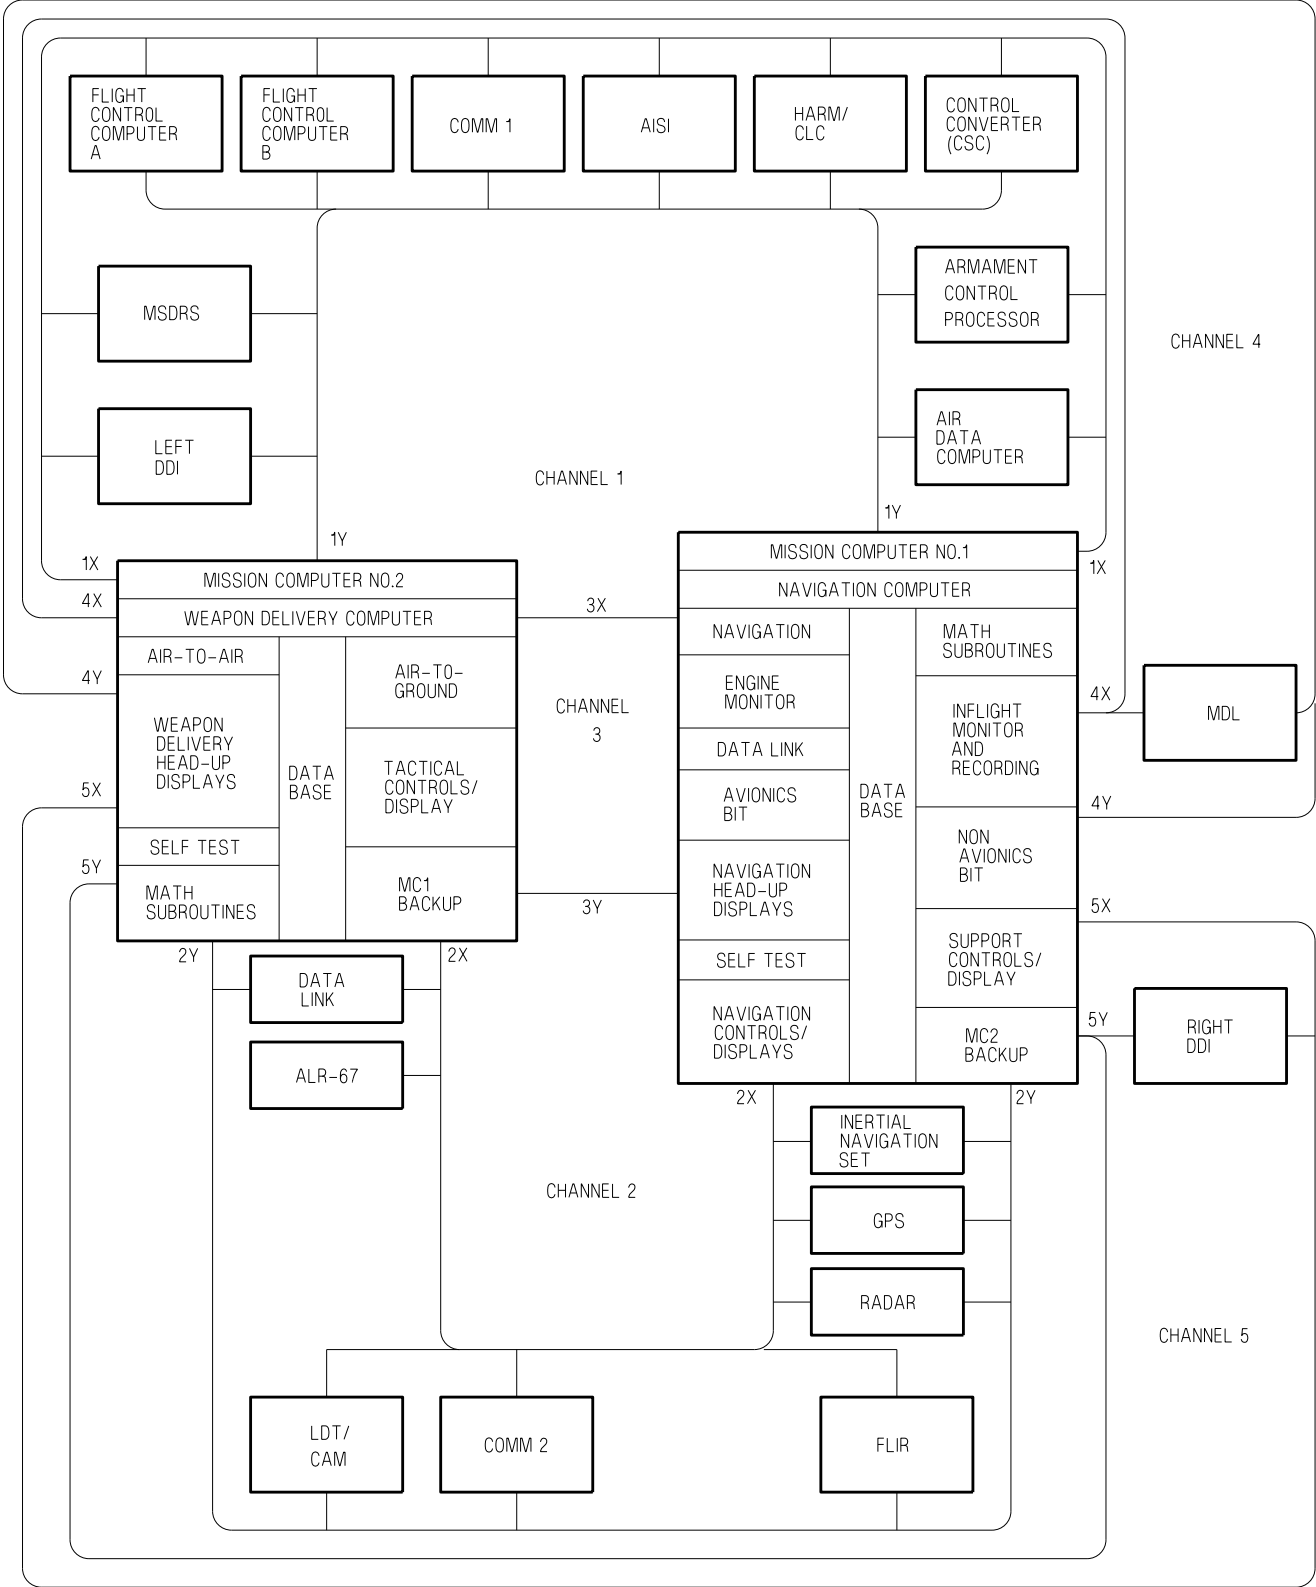 FLIGHT
CONTROL
COMPUTER
A
FLIGHT
CONTROL
COMPUTER
B
COMM 1
AISI
HARM/
CLC
CONTROL
CONVERTER
(CSC)
MSDRS
ARMAMENT
CONTROL
PROCESSOR
CHANNEL 4
LEFT
DDI
AIR
DATA
COMPUTER
CHANNEL 1
1Y
1Y
1X
1X
4X
4Y
5X
5Y
MISSION COMPUTER NO.2
WEAPON DELIVERY COMPUTER
AIR-TO-AIR
WEAPON
DELIVERY
HEAD-UP
DISPLAYS
SELF TEST
MATH
SUBROUTINES
DATA
BASE
AIR-TO-
GROUND
TACTICAL
CONTROLS/
DISPLAY
MC1
BACKUP
3X
CHANNEL
3
3Y
MISSION COMPUTER NO.1
NAVIGATION COMPUTER
NAVIGATION
ENGINE
MONITOR
DATA LINK
AVIONICS
BIT
NAVIGATION
HEAD-UP
DISPLAYS
SELF TEST
NAVIGATION
CONTROLS/
DISPLAYS
DATA
BASE
MATH
SUBROUTINES
INFLIGHT
MONITOR
AND
RECORDING
NON
AVIONICS
BIT
SUPPORT
CONTROLS/
DISPLAY
MC2
BACKUP
4X
MDL
4Y
5X
5Y
RIGHT
DDI
2Y
2X
DATA
LINK
ALR-67
2X
2Y
INERTIAL
NAVIGATION
SET
CHANNEL 2
GPS
RADAR
CHANNEL 5
LDT/
CAM
COMM 2
FLIR